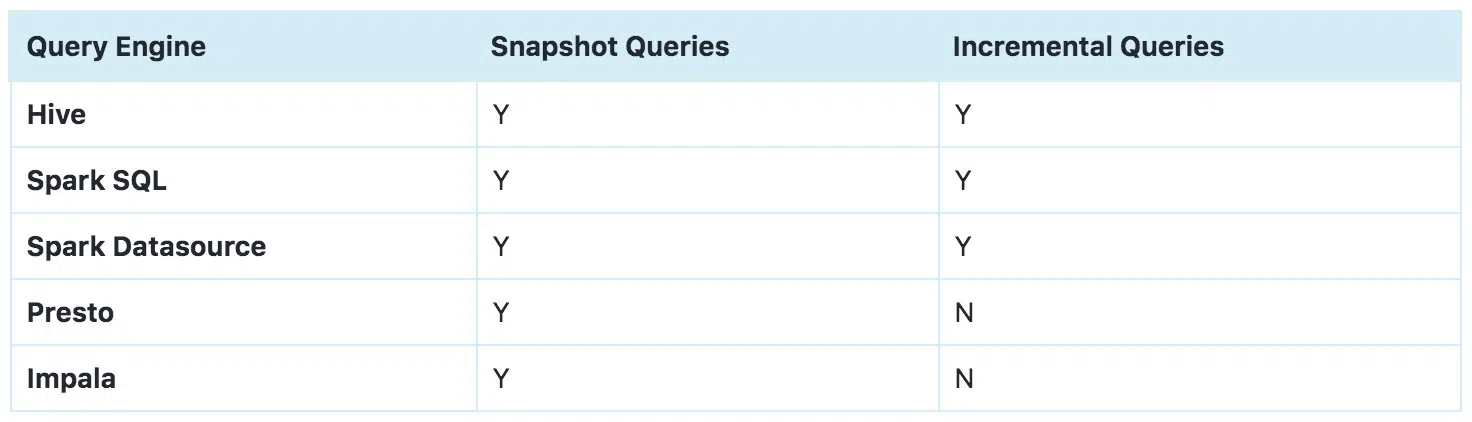 Query Engine Snapshot Queries Incremental Queries
Hive Y Y
Spark SQL Y Y
Spark Datasource Y Y
Presto Y N
Impala Y N